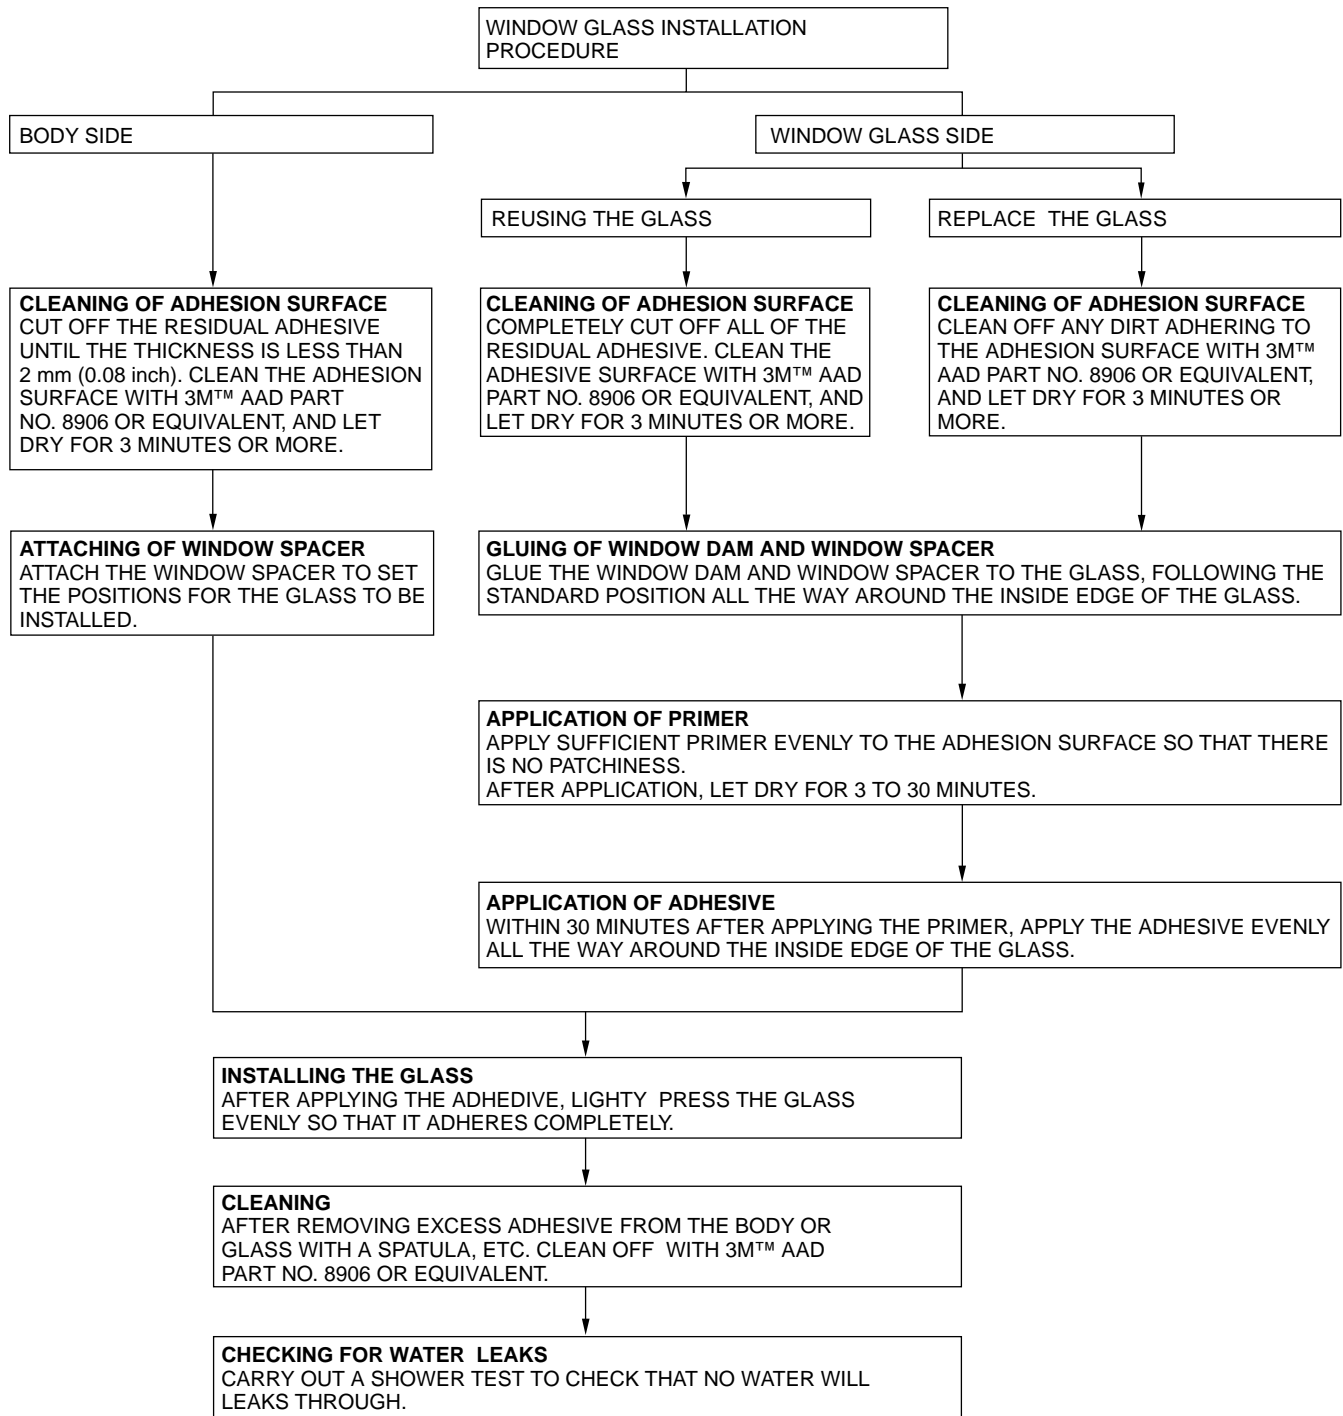 WINDOW GLASS INSTALLATION
PROCEDURE
BODY SIDE
WINDOW GLASS SIDE
REUSING THE GLASS
REPLACE THE GLASS
CLEANING OF ADHESION SURFACE
CUT OFF THE RESIDUAL ADHESIVE
UNTIL THE THICKNESS IS LESS THAN
2 mm (0.08 inch). CLEAN THE ADHESION
SURFACE WITH 3M™ AAD PART
NO. 8906 OR EQUIVALENT, AND LET
DRY FOR 3 MINUTES OR MORE.
CLEANING OF ADHESION SURFACE
COMPLETELY CUT OFF ALL OF THE
RESIDUAL ADHESIVE. CLEAN THE
ADHESIVE SURFACE WITH 3M™ AAD
PART NO. 8906 OR EQUIVALENT, AND
LET DRY FOR 3 MINUTES OR MORE.
CLEANING OF ADHESION SURFACE
CLEAN OFF ANY DIRT ADHERING TO
THE ADHESION SURFACE WITH 3M™
AAD PART NO. 8906 OR EQUIVALENT,
AND LET DRY FOR 3 MINUTES OR
MORE.
ATTACHING OF WINDOW SPACER
ATTACH THE WINDOW SPACER TO SET
THE POSITIONS FOR THE GLASS TO BE
INSTALLED.
GLUING OF WINDOW DAM AND WINDOW SPACER
GLUE THE WINDOW DAM AND WINDOW SPACER TO THE GLASS, FOLLOWING THE
STANDARD POSITION ALL THE WAY AROUND THE INSIDE EDGE OF THE GLASS.
APPLICATION OF PRIMER
APPLY SUFFICIENT PRIMER EVENLY TO THE ADHESION SURFACE SO THAT THERE
IS NO PATCHINESS.
AFTER APPLICATION, LET DRY FOR 3 TO 30 MINUTES.
APPLICATION OF ADHESIVE
WITHIN 30 MINUTES AFTER APPLYING THE PRIMER, APPLY THE ADHESIVE EVENLY
ALL THE WAY AROUND THE INSIDE EDGE OF THE GLASS.
INSTALLING THE GLASS
AFTER APPLYING THE ADHEDIVE, LIGHTY PRESS THE GLASS
EVENLY SO THAT IT ADHERES COMPLETELY.
CLEANING
AFTER REMOVING EXCESS ADHESIVE FROM THE BODY OR
GLASS WITH A SPATULA, ETC. CLEAN OFF WITH 3M™ AAD
PART NO. 8906 OR EQUIVALENT.
CHECKING FOR WATER LEAKS
CARRY OUT A SHOWER TEST TO CHECK THAT NO WATER WILL
LEAKS THROUGH.